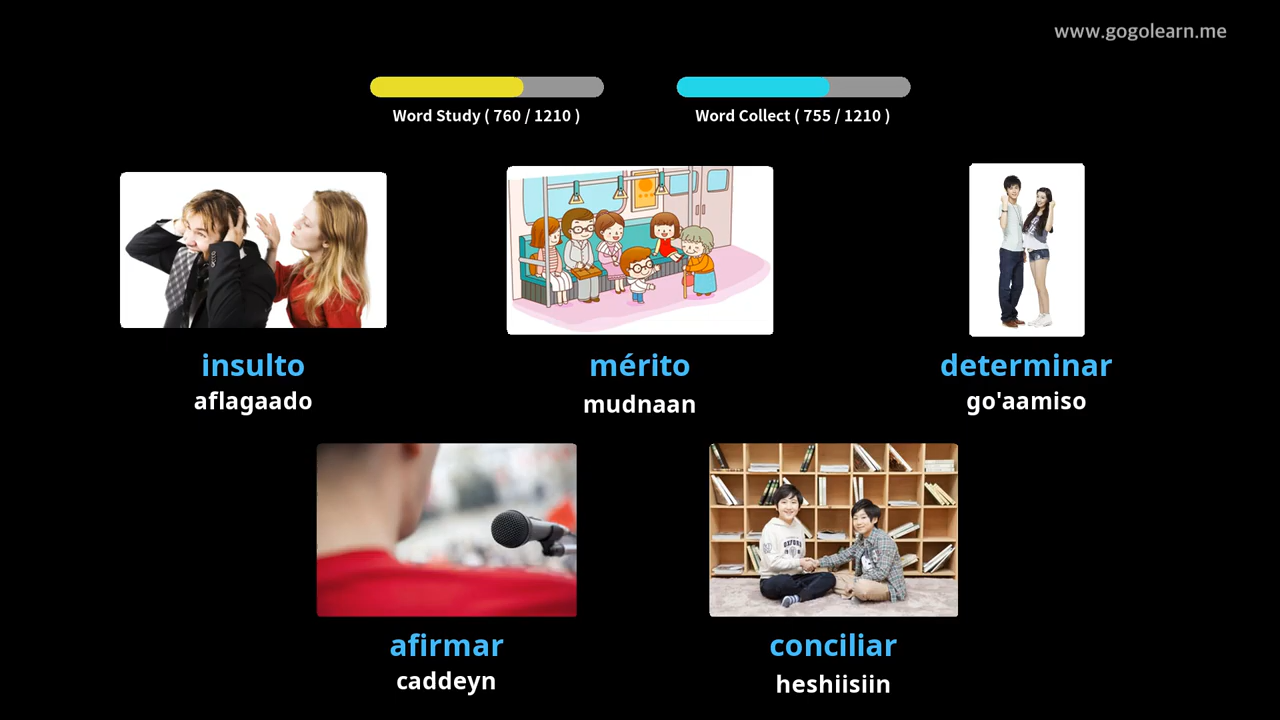 www.gogolearn.me
Word Study ( 760 / 1210 )
Word Collect ( 755 / 1210 )
insulto
aflagaado
mérito
mudnaan
determinar
go'aamiso
afirmar
caddeyn
conciliar
heshiisiin